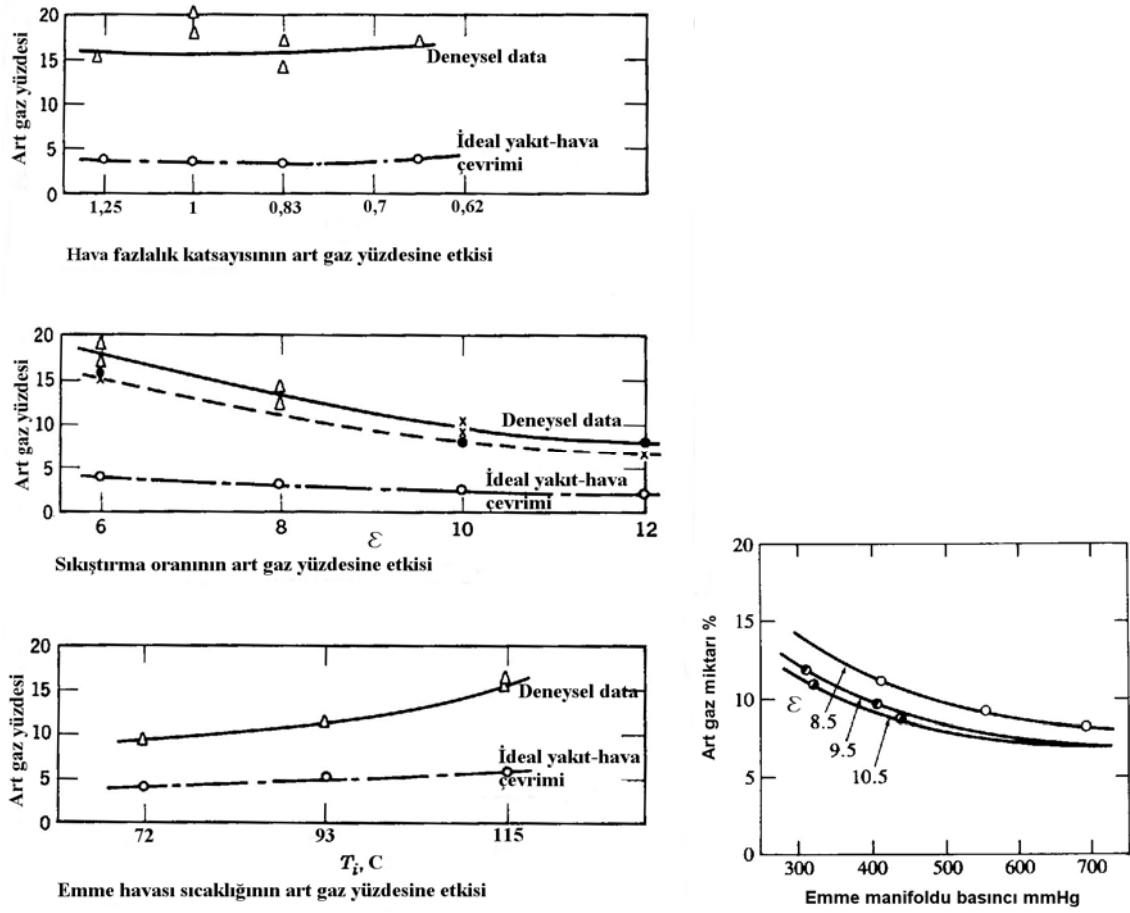 20
15
10
5
0
Art gaz yüzdesi
Deneysel data
İdeal yakıt-hava
çevrimi
1,25 1 0,83 0,7 0,62
Hava fazlalık katsayısının art gaz yüzdesine etkisi
20
15
10
5
0
Art gaz yüzdesi
Deneysel data
İdeal yakıt-hava
çevrimi
6 8 10 12
ε
Sıkıştırma oranının art gaz yüzdesine etkisi
20
15
10
5
0
Art gaz yüzdesi
Deneysel data
İdeal yakıt-hava
çevrimi
72 93 115
Ti, C
Emme havası sıcaklığının art gaz yüzdesine etkisi
20
15
10
5
0
Art gaz miktarı %
ε
8.5
9.5
10.5
300 400 500 600 700
Emme manifoldu basıncı mmHg